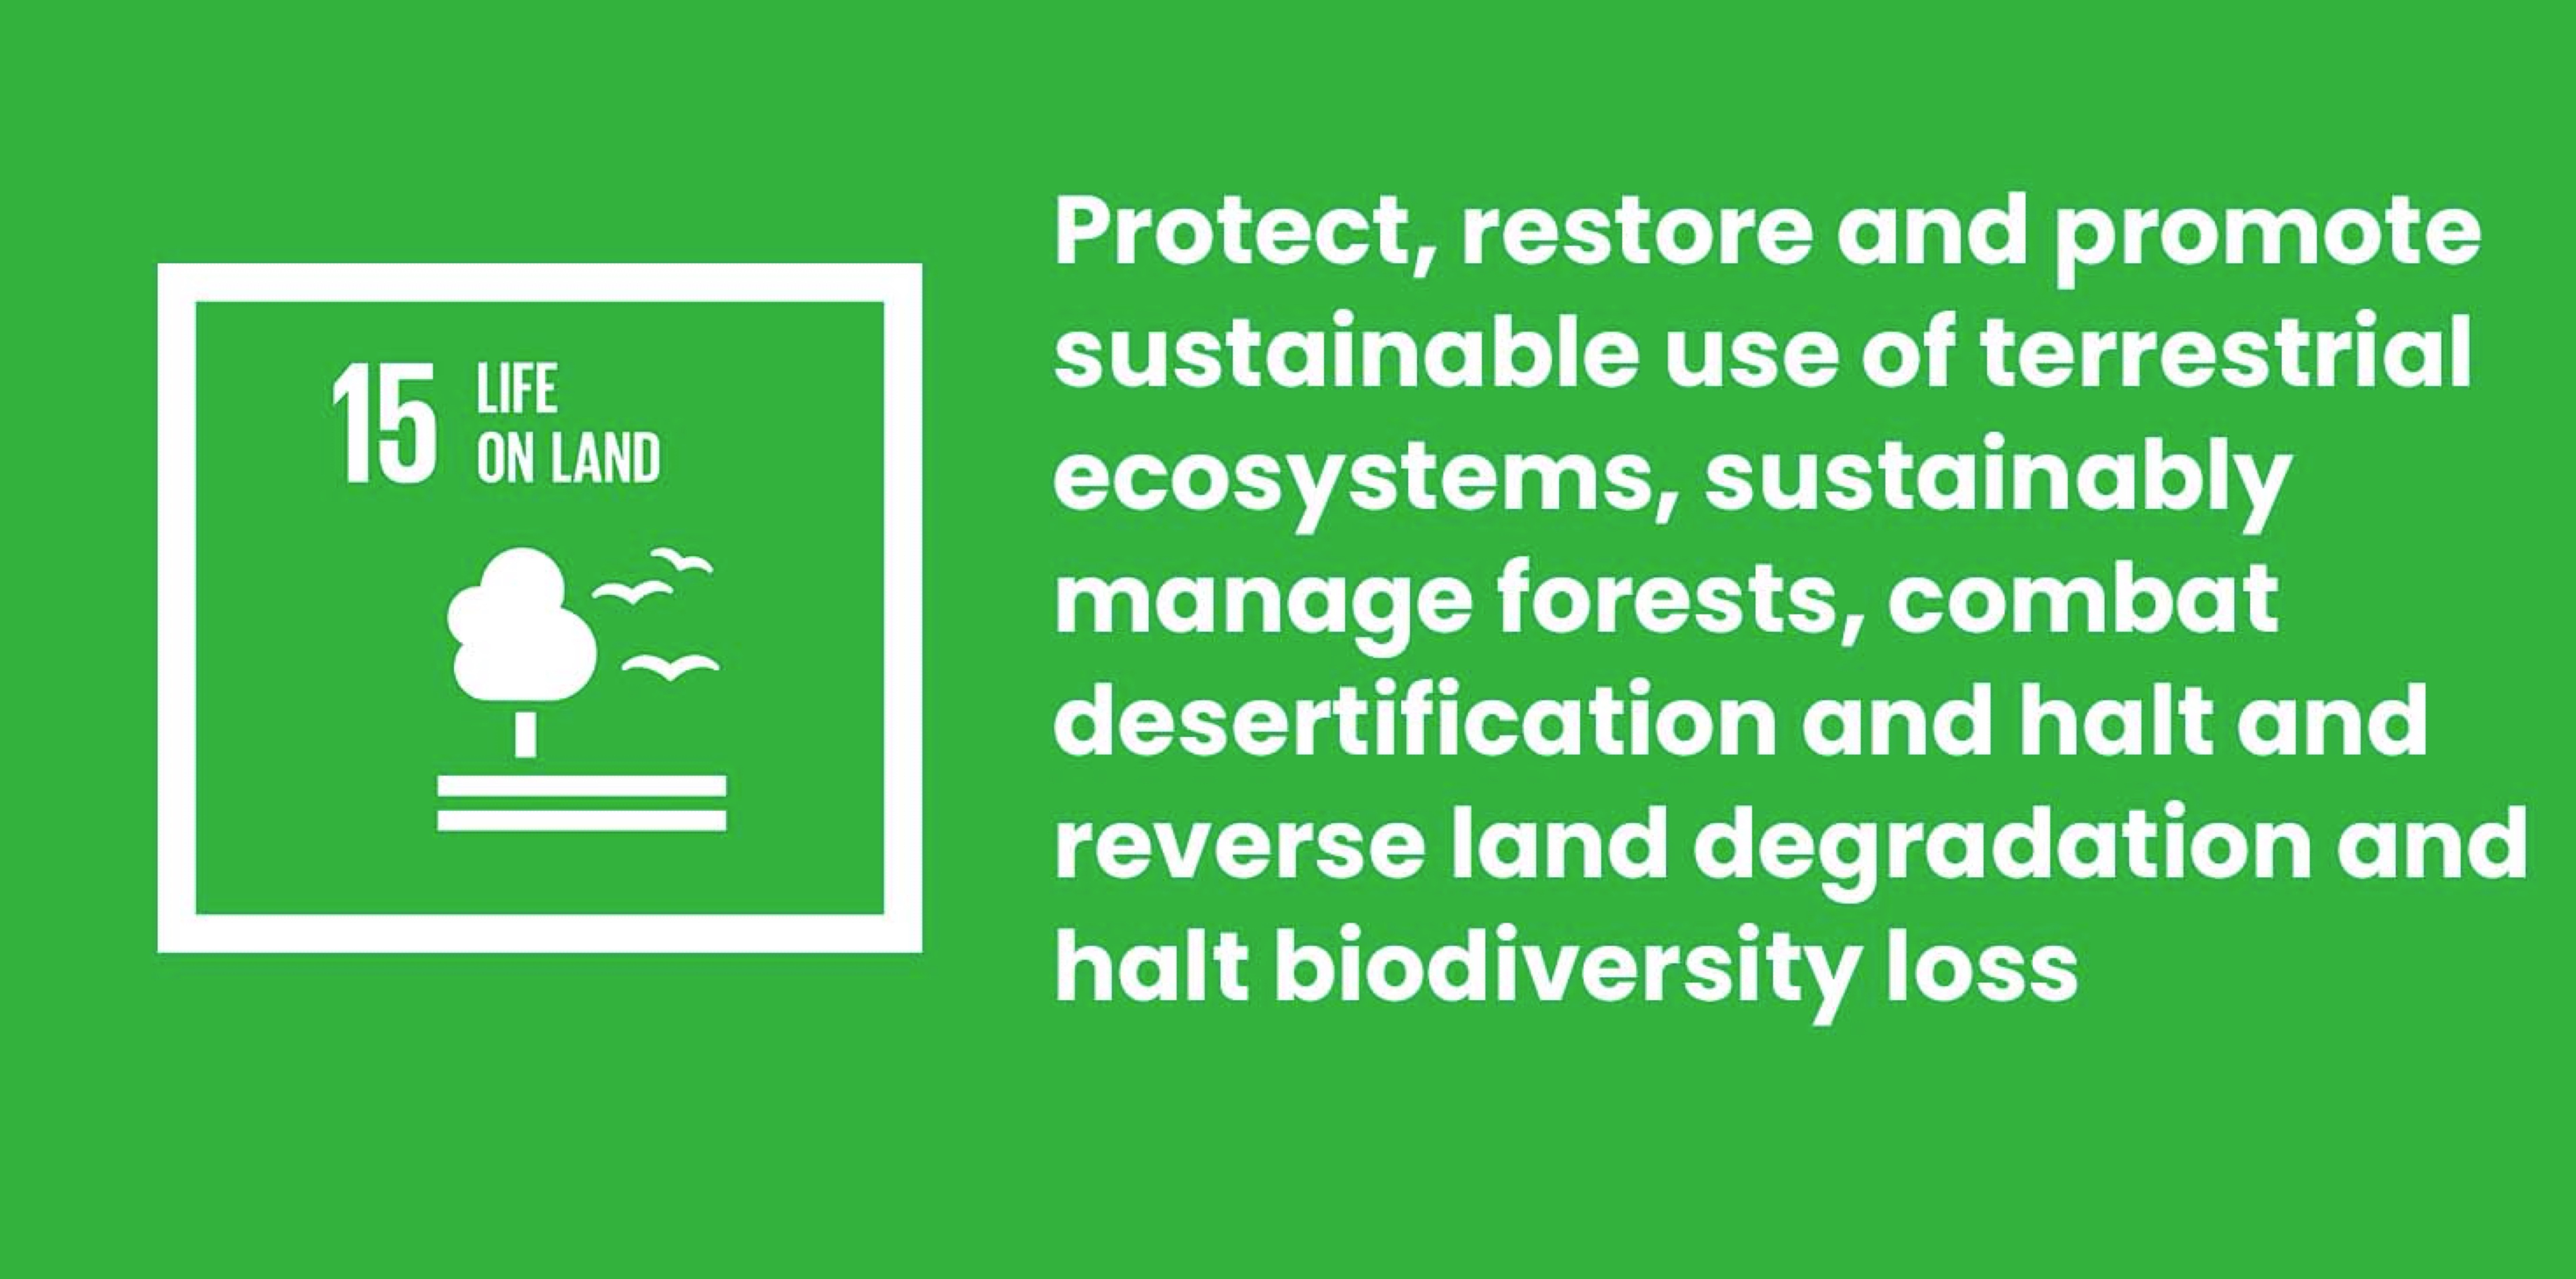 15 LIFE
ON LAND
Protect, restore and promote
sustainable use of terrestrial
ecosystems, sustainably
manage forests, combat
desertification and halt and
reverse land degradation and
halt biodiversity loss